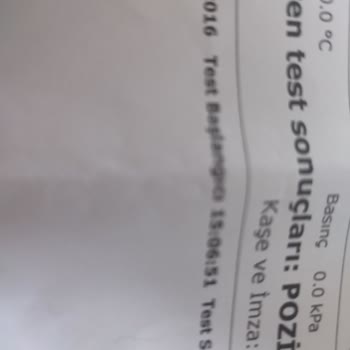 0.0 °C Basınç 0.0 kPa
en test sonuçları: POZİ
Kaşe ve İmza:
016 Test Başlangıcı 15:06:51 Test S